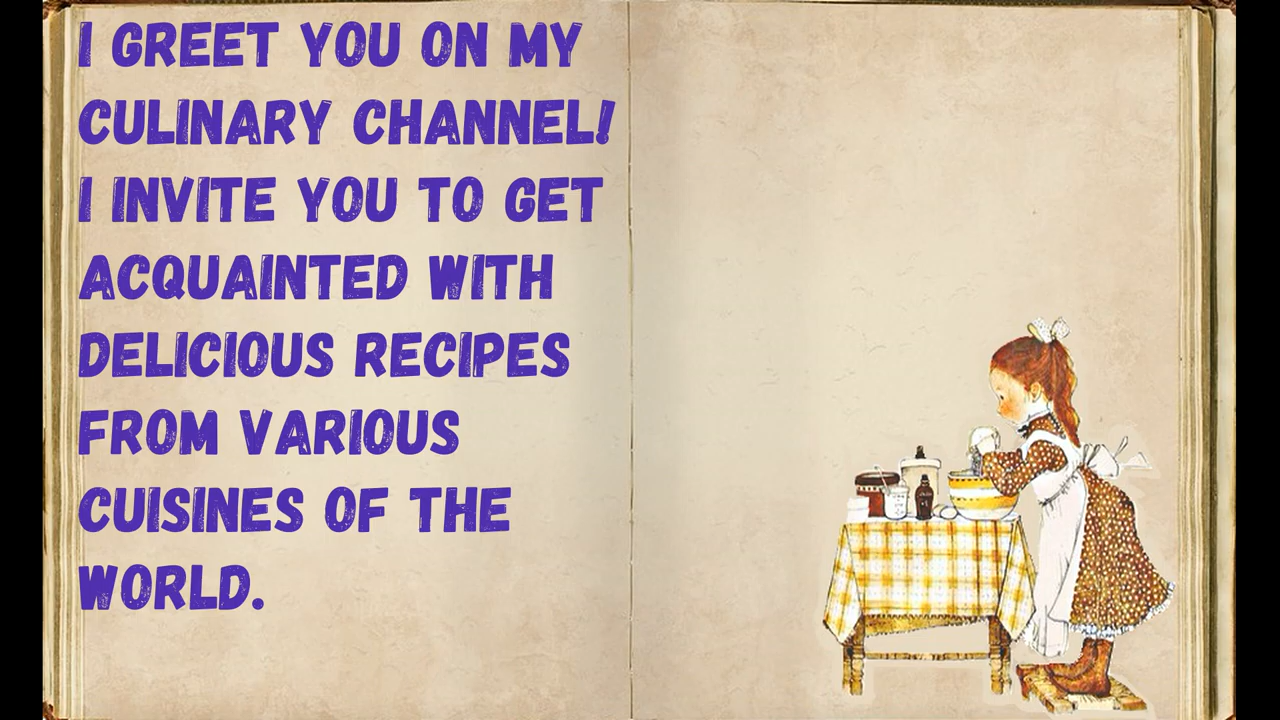 I GREET YOU ON MY
CULINARY CHANNEL!
I INVITE YOU TO GET
ACQUAINTED WITH
DELICIOUS RECIPES
FROM VARIOUS
CUISINES OF THE
WORLD.